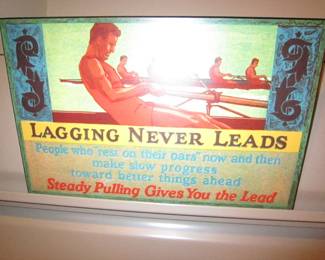 LAGGING NEVER LEADS
People who "rest on their oars" now and then
make slow progress
toward better things ahead
Steady Pulling Gives You the Lead